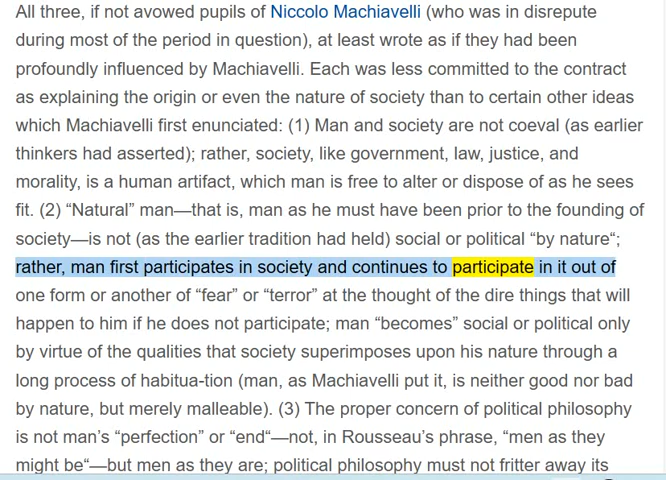 All three, if not avowed pupils of Niccolo Machiavelli (who was in disrepute
during most of the period in question), at least wrote as if they had been
profoundly influenced by Machiavelli. Each was less committed to the contract
as explaining the origin or even the nature of society than to certain other ideas
which Machiavelli first enunciated: (1) Man and society are not coeval (as earlier
thinkers had asserted); rather, society, like government, law, justice, and
morality, is a human artifact, which man is free to alter or dispose of as he sees
fit. (2) “Natural” man—that is, man as he must have been prior to the founding of
society—is not (as the earlier tradition had held) social or political “by nature“;
rather, man first participates in society and continues to participate in it out of
one form or another of “fear” or “terror” at the thought of the dire things that will
happen to him if he does not participate; man “becomes” social or political only
by virtue of the qualities that society superimposes upon his nature through a
long process of habitua-tion (man, as Machiavelli put it, is neither good nor bad
by nature, but merely malleable). (3) The proper concern of political philosophy
is not man’s “perfection” or “end“—not, in Rousseau’s phrase, “men as they
might be“—but men as they are; political philosophy must not fritter away its